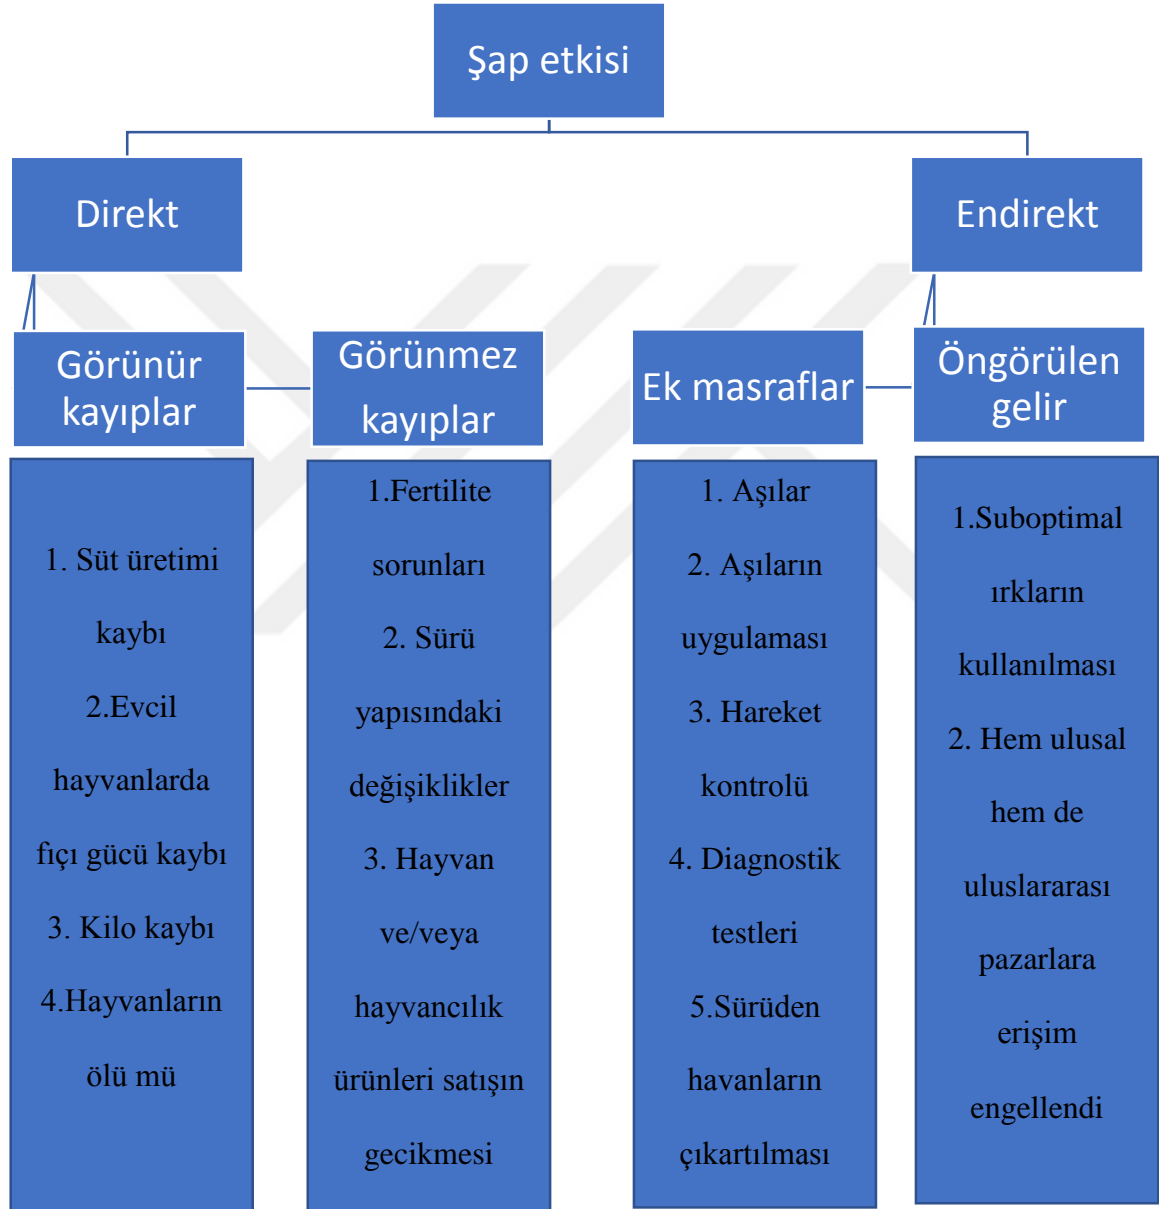 Şap etkisi
Direkt
Endirekt
Görünür
kayıplar
Görünmez
kayıplar
Ek masraflar
Öngörülen
gelir
1. Süt üretimi
kaybı
2.Evcil
hayvanlarda
fıçı gücü kaybı
3. Kilo kaybı
4.Hayvanların
ölü mü
1.Fertilite
sorunları
2. Sürü
yapısındaki
değişiklikler
3. Hayvan
ve/veya
hayvancılık
ürünleri satışın
gecikmesi
1. Aşılar
2. Aşıların
uygulaması
3. Hareket
kontrolü
4. Diagnostik
testleri
5.Sürüden
havanların
çıkartılması
1.Suboptimal
ırkların
kullanılması
2. Hem ulusal
hem de
uluslararası
pazarlara
erişim
engellendi